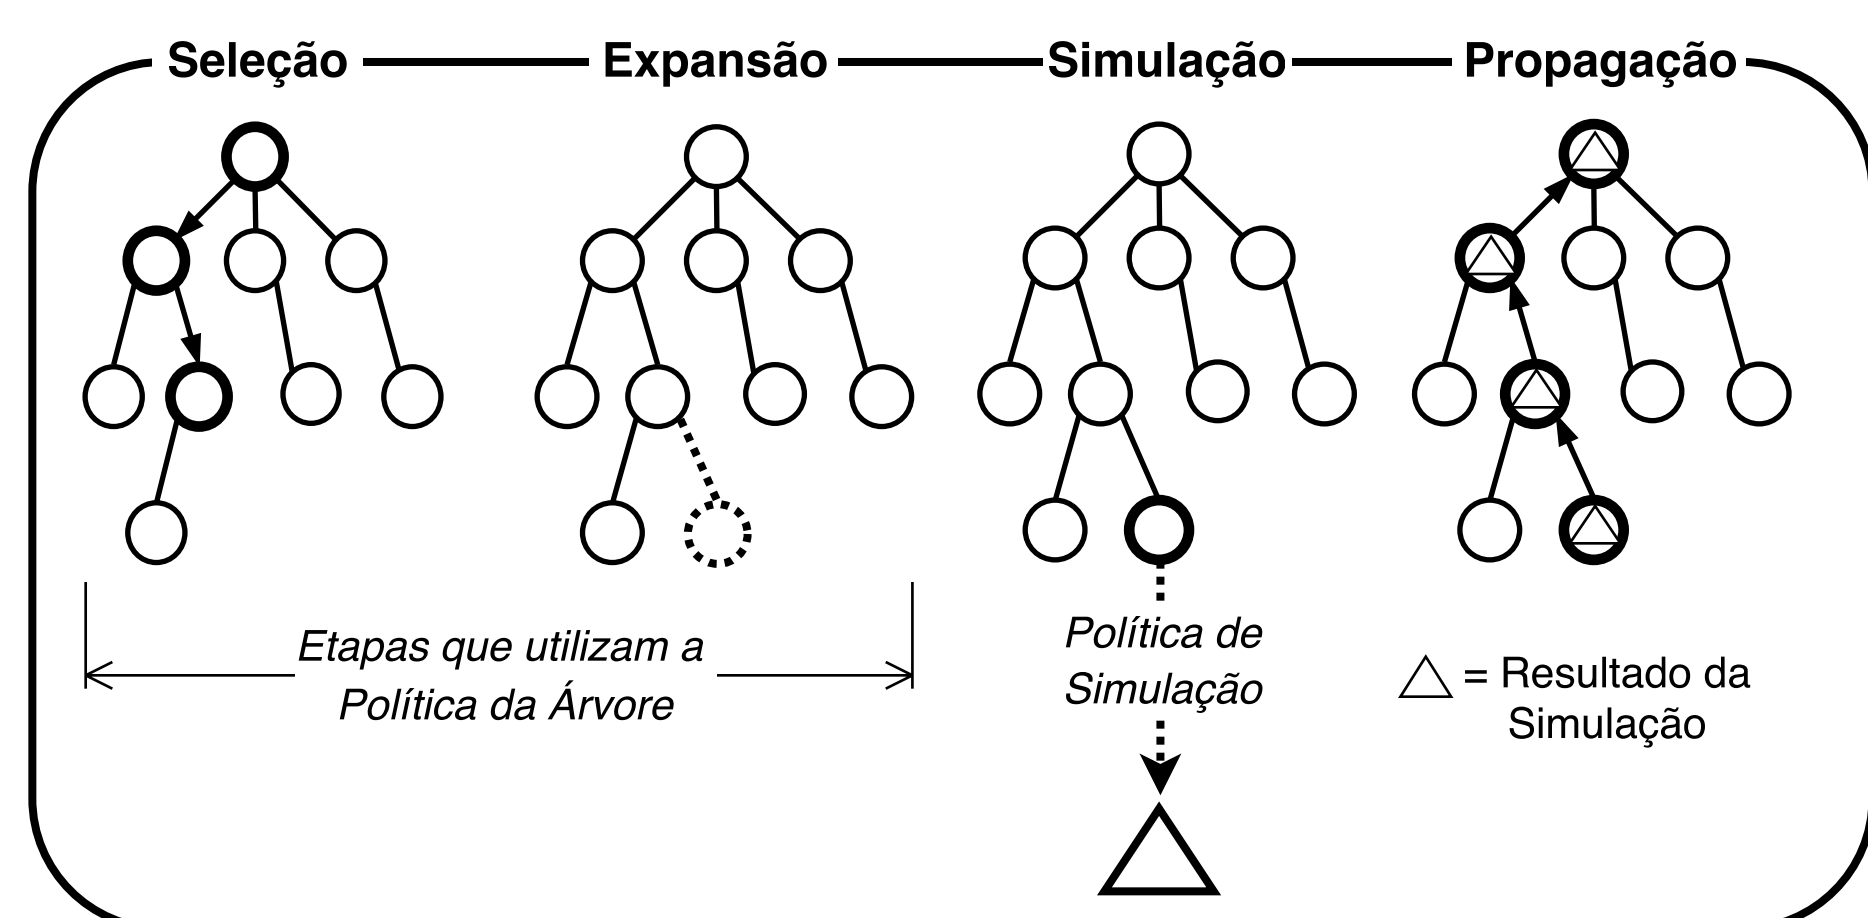 Seleção
Expansão
Simulação
Propagação
Etapas que utilizam a
Política da Árvore
Política de
Simulação
= Resultado da
Simulação